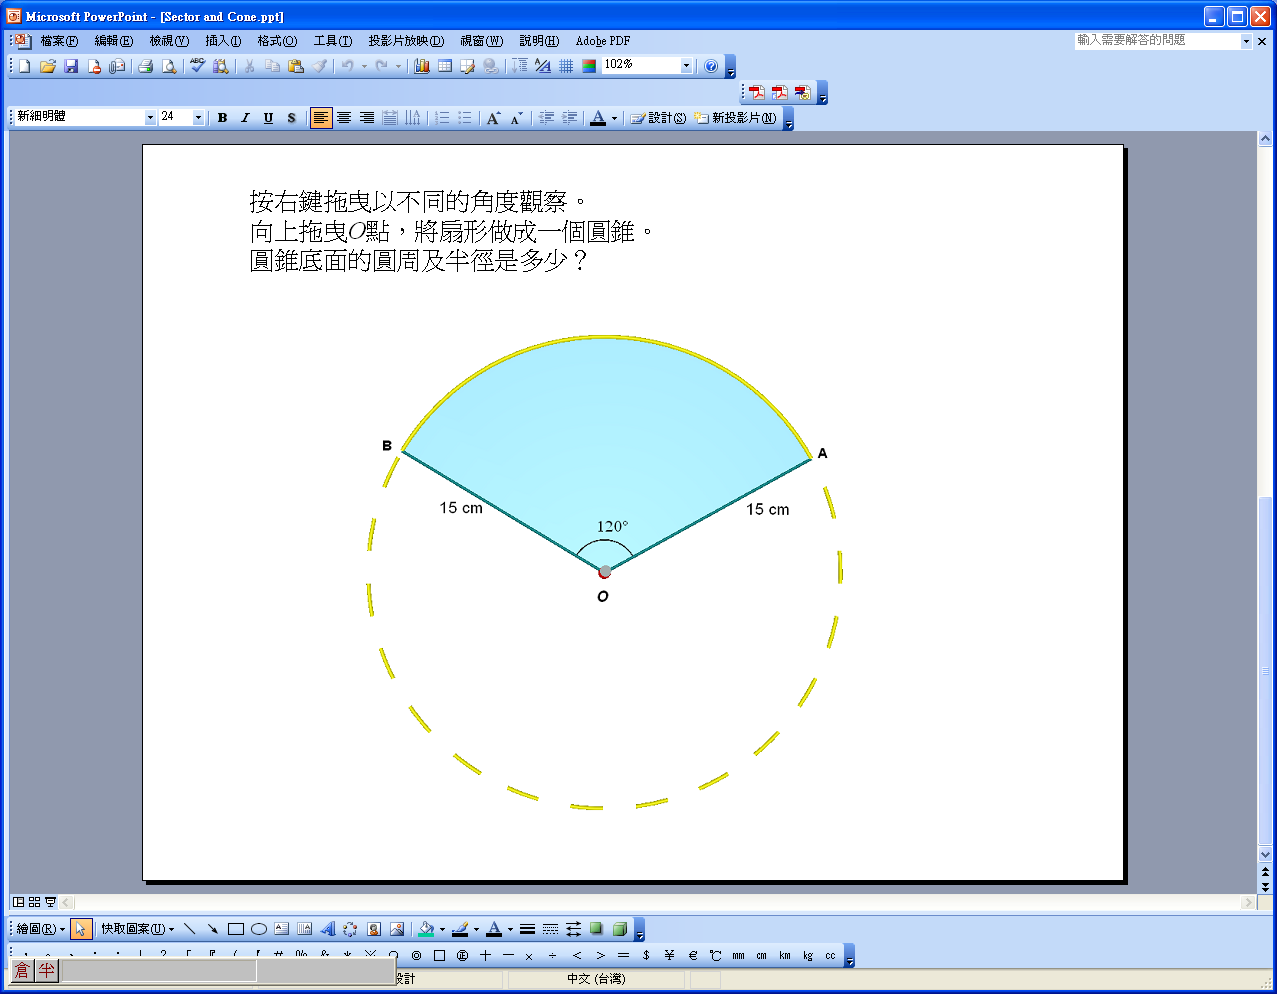 Microsoft PowerPoint - [Sector and Cone.ppt]
檔案(F) 編輯(E) 檢視(V) 插入(I) 格式(O) 工具(T) 投影片放映(D) 視窗(W) 說明(H) Adobe PDF 輸入需要解答的問題
102%
新細明體 24 B I U S 設計(S) 新投影片(N)
按右鍵拖曳以不同的角度觀察。
向上拖曳O點，將扇形做成一個圓錐。
圓錐底面的圓周及半徑是多少？
B
A
15 cm
15 cm
120°
O
繪圖(R) 快取圖案(U)
$ ¥ € ℃ mm cm km kg cc
倉 半
設計 中文 (台灣)